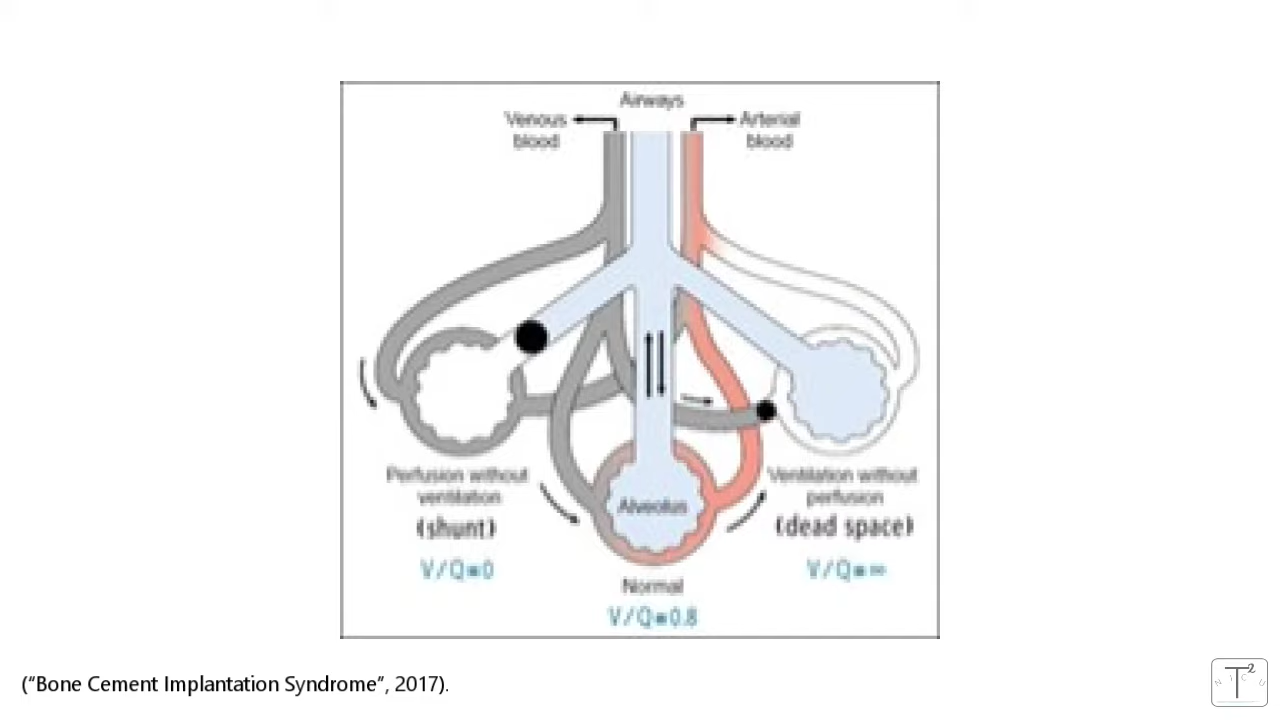 Airways
Venous
blood
Arterial
blood
Perfusion without
ventilation
(shunt)
V/Q=0
Alveolus
Normal
V/Q=0.8
Ventilation without
perfusion
(dead space)
V/Q=∞
("Bone Cement Implantation Syndrome", 2017).
T²
N I C U